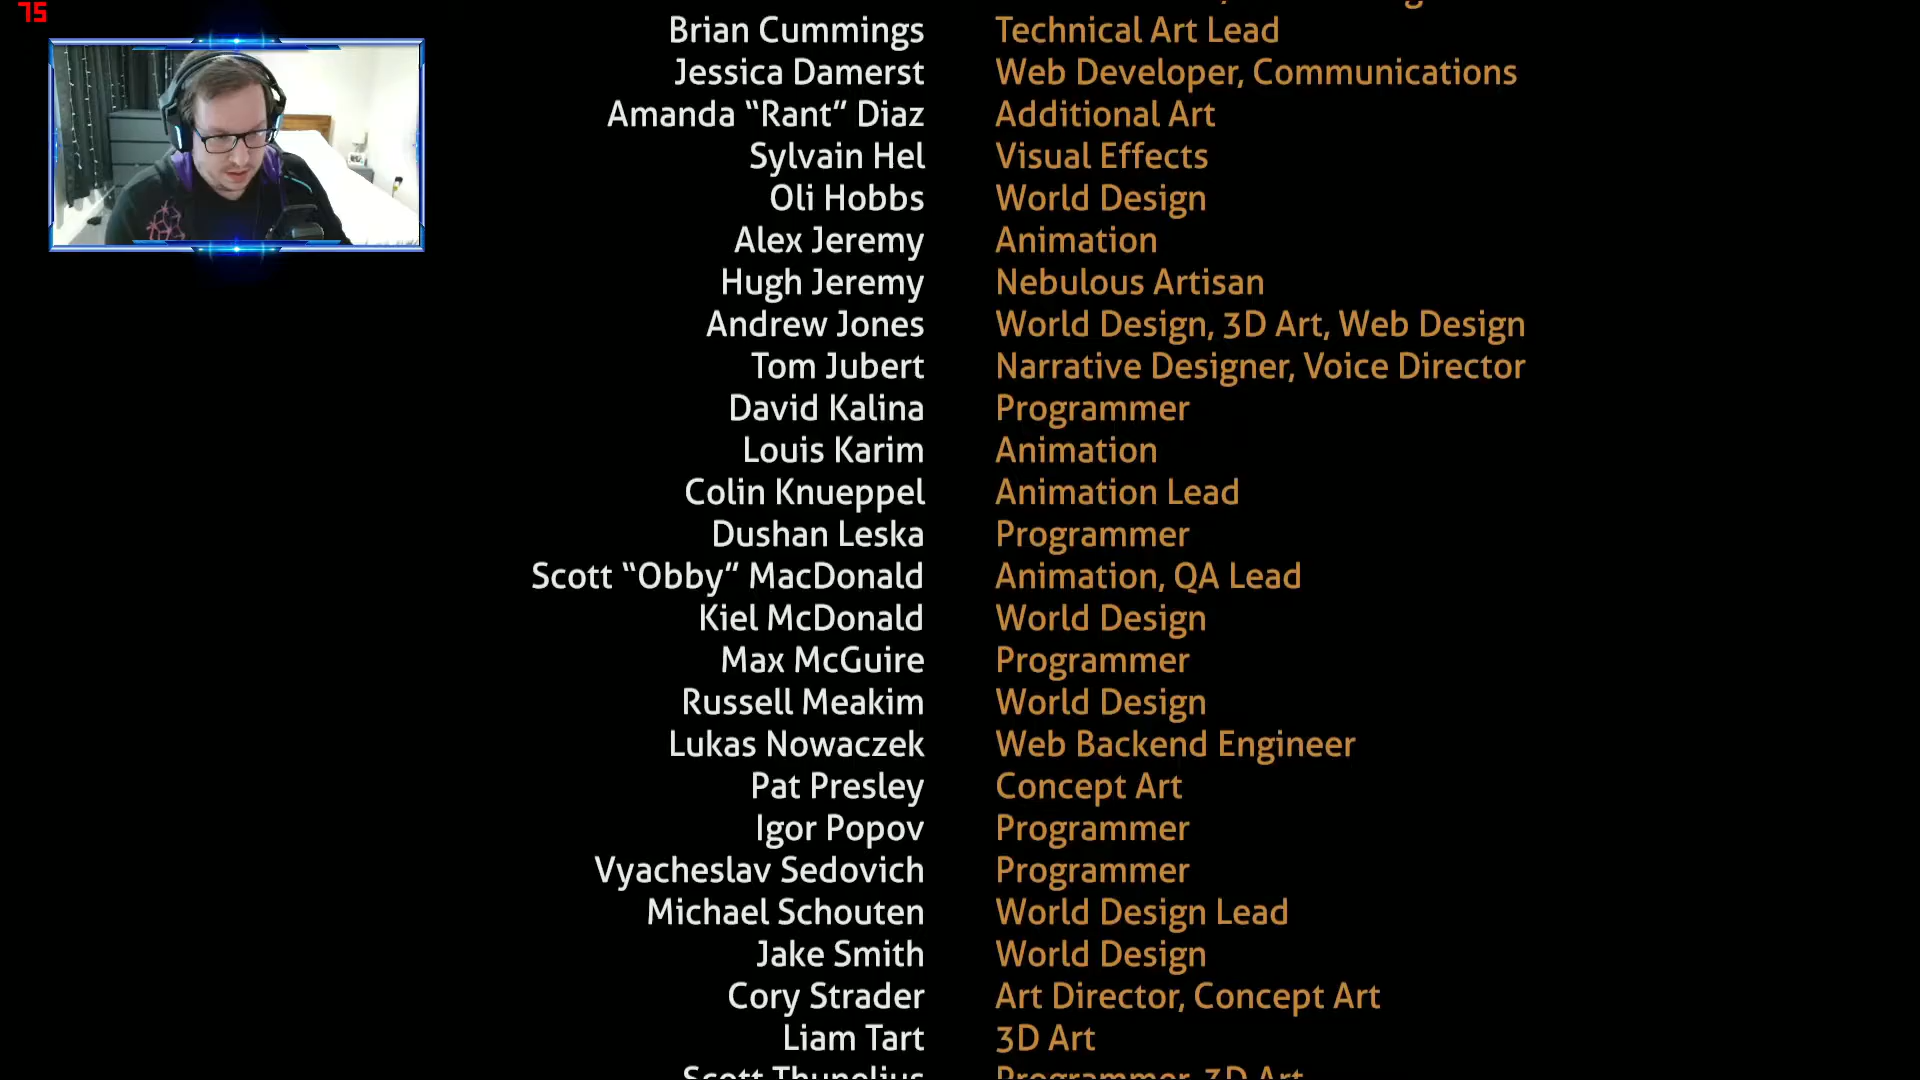 75
Brian Cummings Technical Art Lead
Jessica Damerst Web Developer, Communications
Amanda “Rant” Diaz Additional Art
Sylvain Hel Visual Effects
Oli Hobbs World Design
Alex Jeremy Animation
Hugh Jeremy Nebulous Artisan
Andrew Jones World Design, 3D Art, Web Design
Tom Jubert Narrative Designer, Voice Director
David Kalina Programmer
Louis Karim Animation
Colin Knueppel Animation Lead
Dushan Leska Programmer
Scott “Obby” MacDonald Animation, QA Lead
Kiel McDonald World Design
Max McGuire Programmer
Russell Meakim World Design
Lukas Nowaczek Web Backend Engineer
Pat Presley Concept Art
Igor Popov Programmer
Vyacheslav Sedovich Programmer
Michael Schouten World Design Lead
Jake Smith World Design
Cory Strader Art Director, Concept Art
Liam Tart 3D Art
Scott Thunelius Programmer, 3D Art